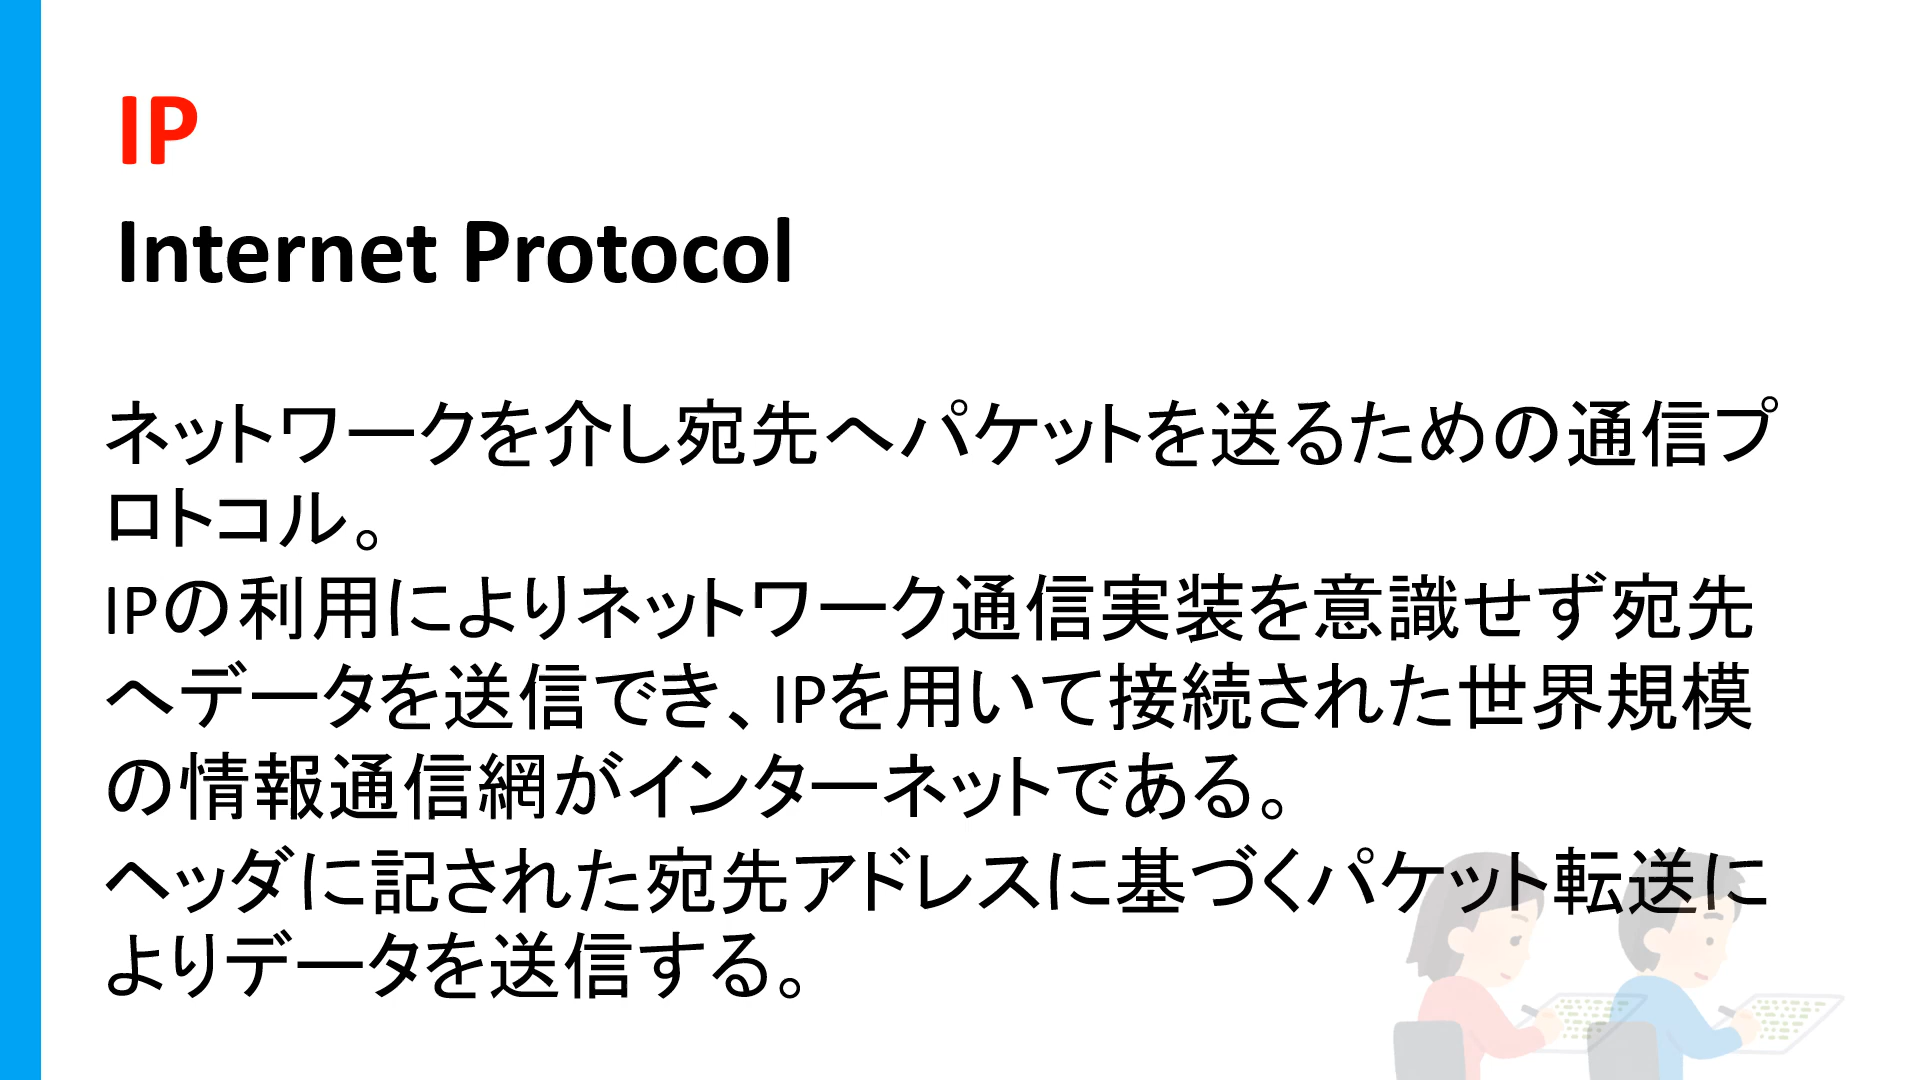 IP
Internet Protocol
ネットワークを介し宛先へパケットを送るための通信プ
ロトコル。
IPの利用によりネットワーク通信実装を意識せず宛先
へデータを送信でき、IPを用いて接続された世界規模
の情報通信網がインターネットである。
ヘッダに記された宛先アドレスに基づくパケット転送に
よりデータを送信する。